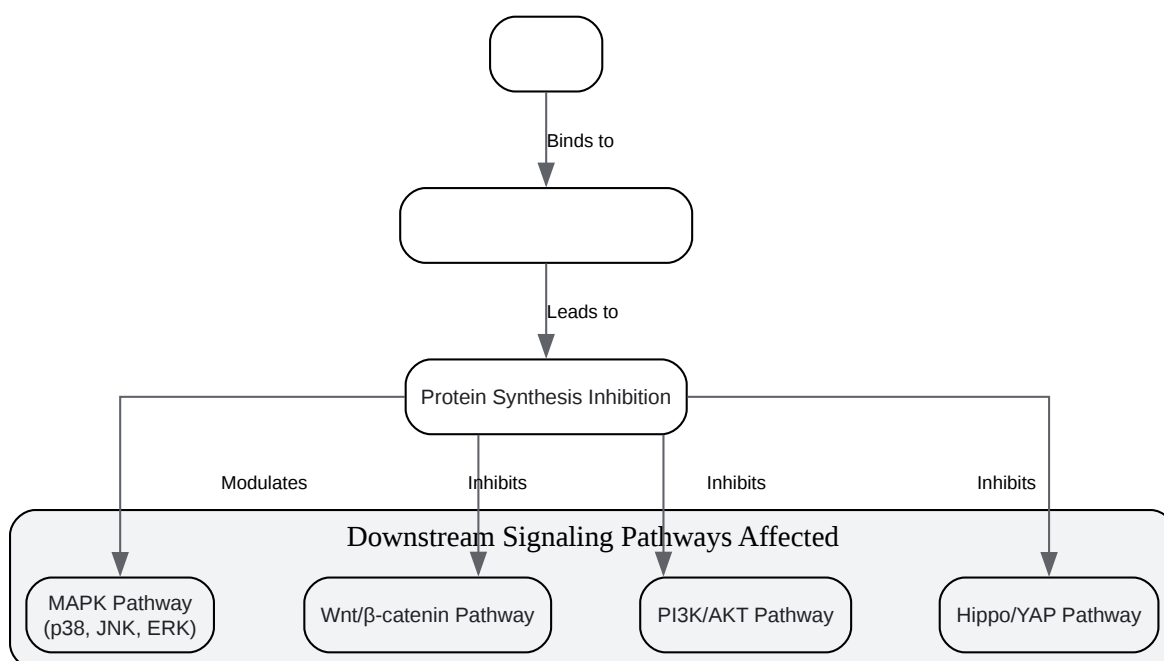 Binds to
Leads to
Protein Synthesis Inhibition
Modulates
Inhibits
Inhibits
Inhibits
Downstream Signaling Pathways Affected
MAPK Pathway
(p38, JNK, ERK)
Wnt/β-catenin Pathway
PI3K/AKT Pathway
Hippo/YAP Pathway